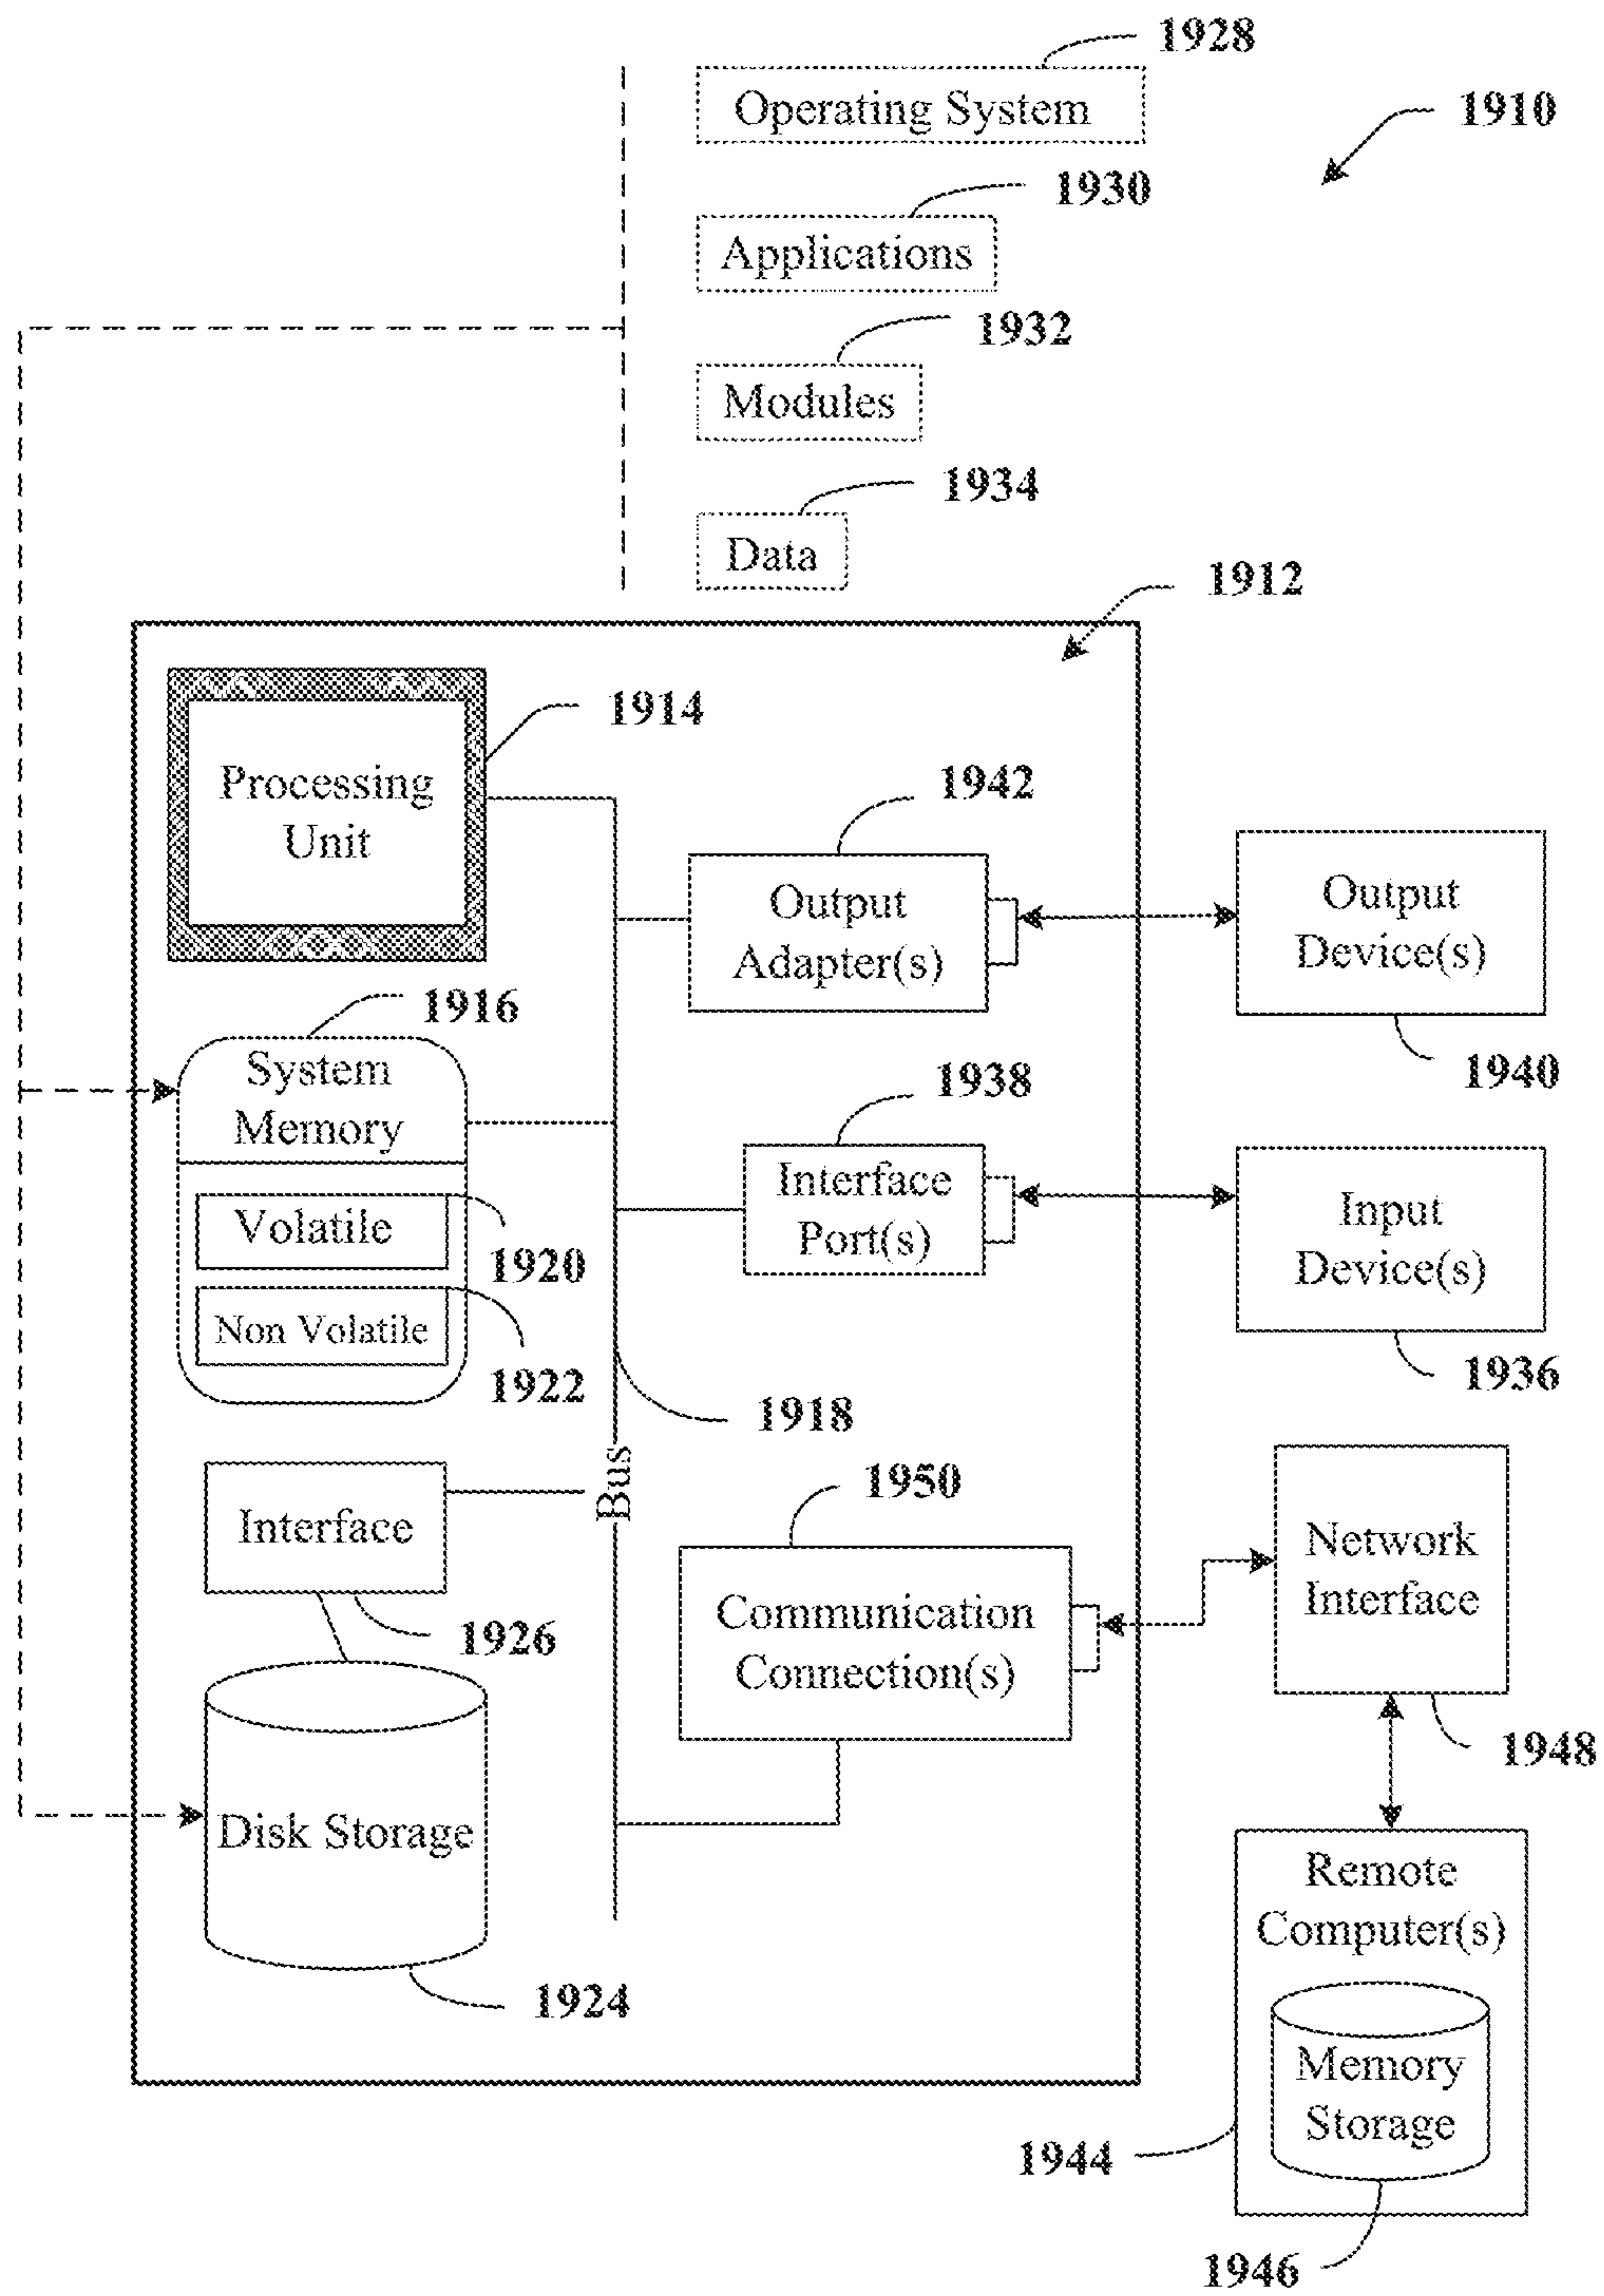 1928
Operating System
1910
1930
Applications
1932
Modules
1934
Data
1912
1914
Processing
Unit
1942
Output
Adapter(s)
Output
Device(s)
1940
1916
System
Memory
1938
Interface
Port(s)
Input
Device(s)
1936
Volatile
1920
Non Volatile
1922
1918
Bus
1950
Interface
1926
Communication
Connection(s)
Network
Interface
1948
Disk Storage
1924
Remote
Computer(s)
Memory
Storage
1944
1946